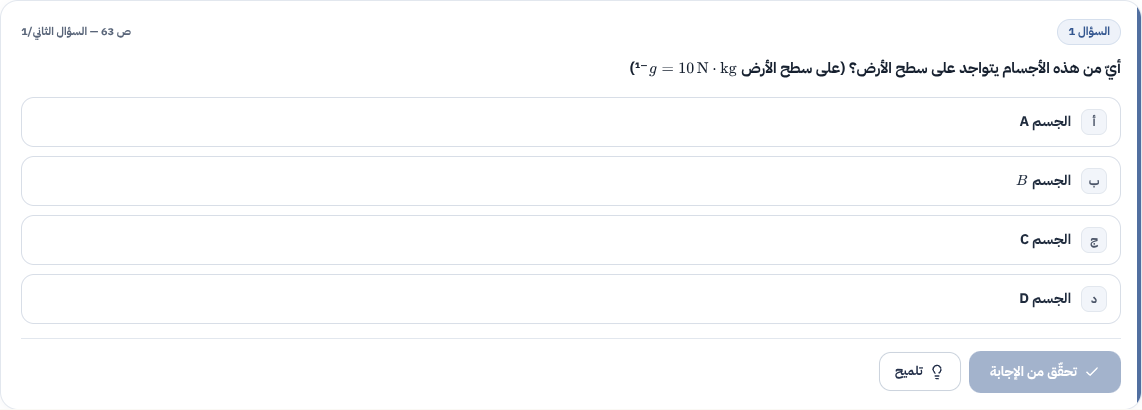 السؤال 1
ص 63 — السؤال الثاني/1
أيّ من هذه الأجسام يتواجد على سطح الأرض؟ (على سطح الأرض g = 10 N · kg⁻¹)
أ الجسم A
ب الجسم B
ج الجسم C
د الجسم D
تحقّق من الإجابة
تلميح